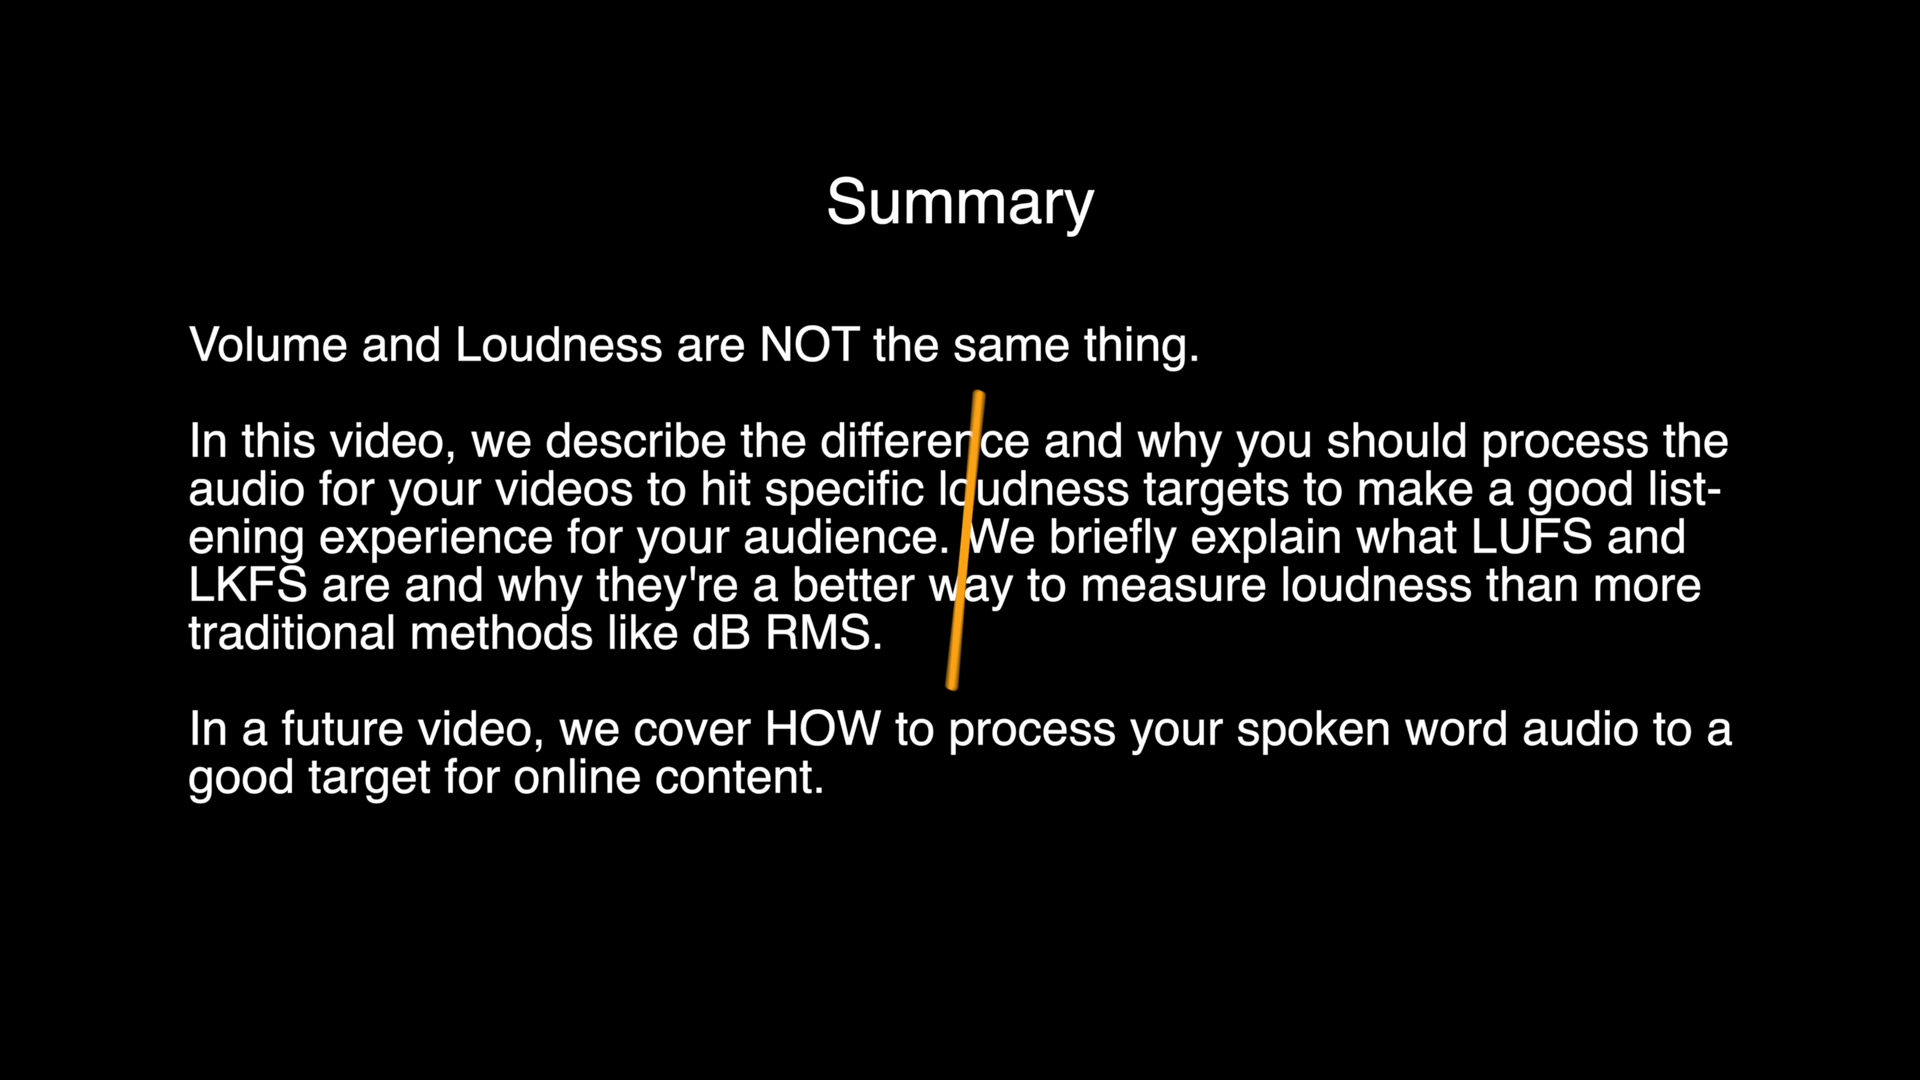 Summary
Volume and Loudness are NOT the same thing.
In this video, we describe the difference and why you should process the
audio for your videos to hit specific loudness targets to make a good list-
ening experience for your audience. We briefly explain what LUFS and
LKFS are and why they're a better way to measure loudness than more
traditional methods like dB RMS.
In a future video, we cover HOW to process your spoken word audio to a
good target for online content.